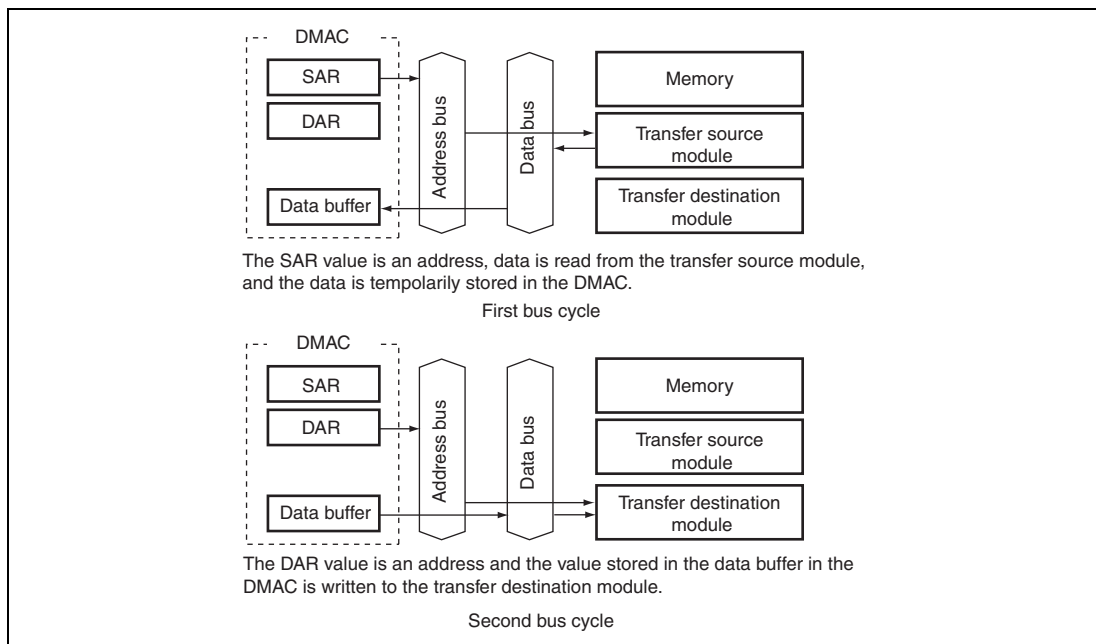 DMAC
SAR
DAR
Data buffer
Address bus
Data bus
Memory
Transfer source
module
Transfer destination
module
The SAR value is an address, data is read from the transfer source module,
and the data is tempolarily stored in the DMAC.
First bus cycle
DMAC
SAR
DAR
Data buffer
Address bus
Data bus
Memory
Transfer source
module
Transfer destination
module
The DAR value is an address and the value stored in the data buffer in the
DMAC is written to the transfer destination module.
Second bus cycle